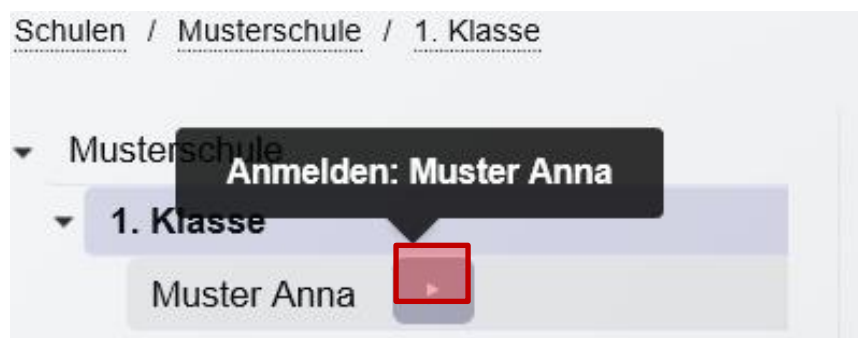 Schulen / Musterschule / 1. Klasse
Musterschule
Anmelden: Muster Anna
1. Klasse
Muster Anna